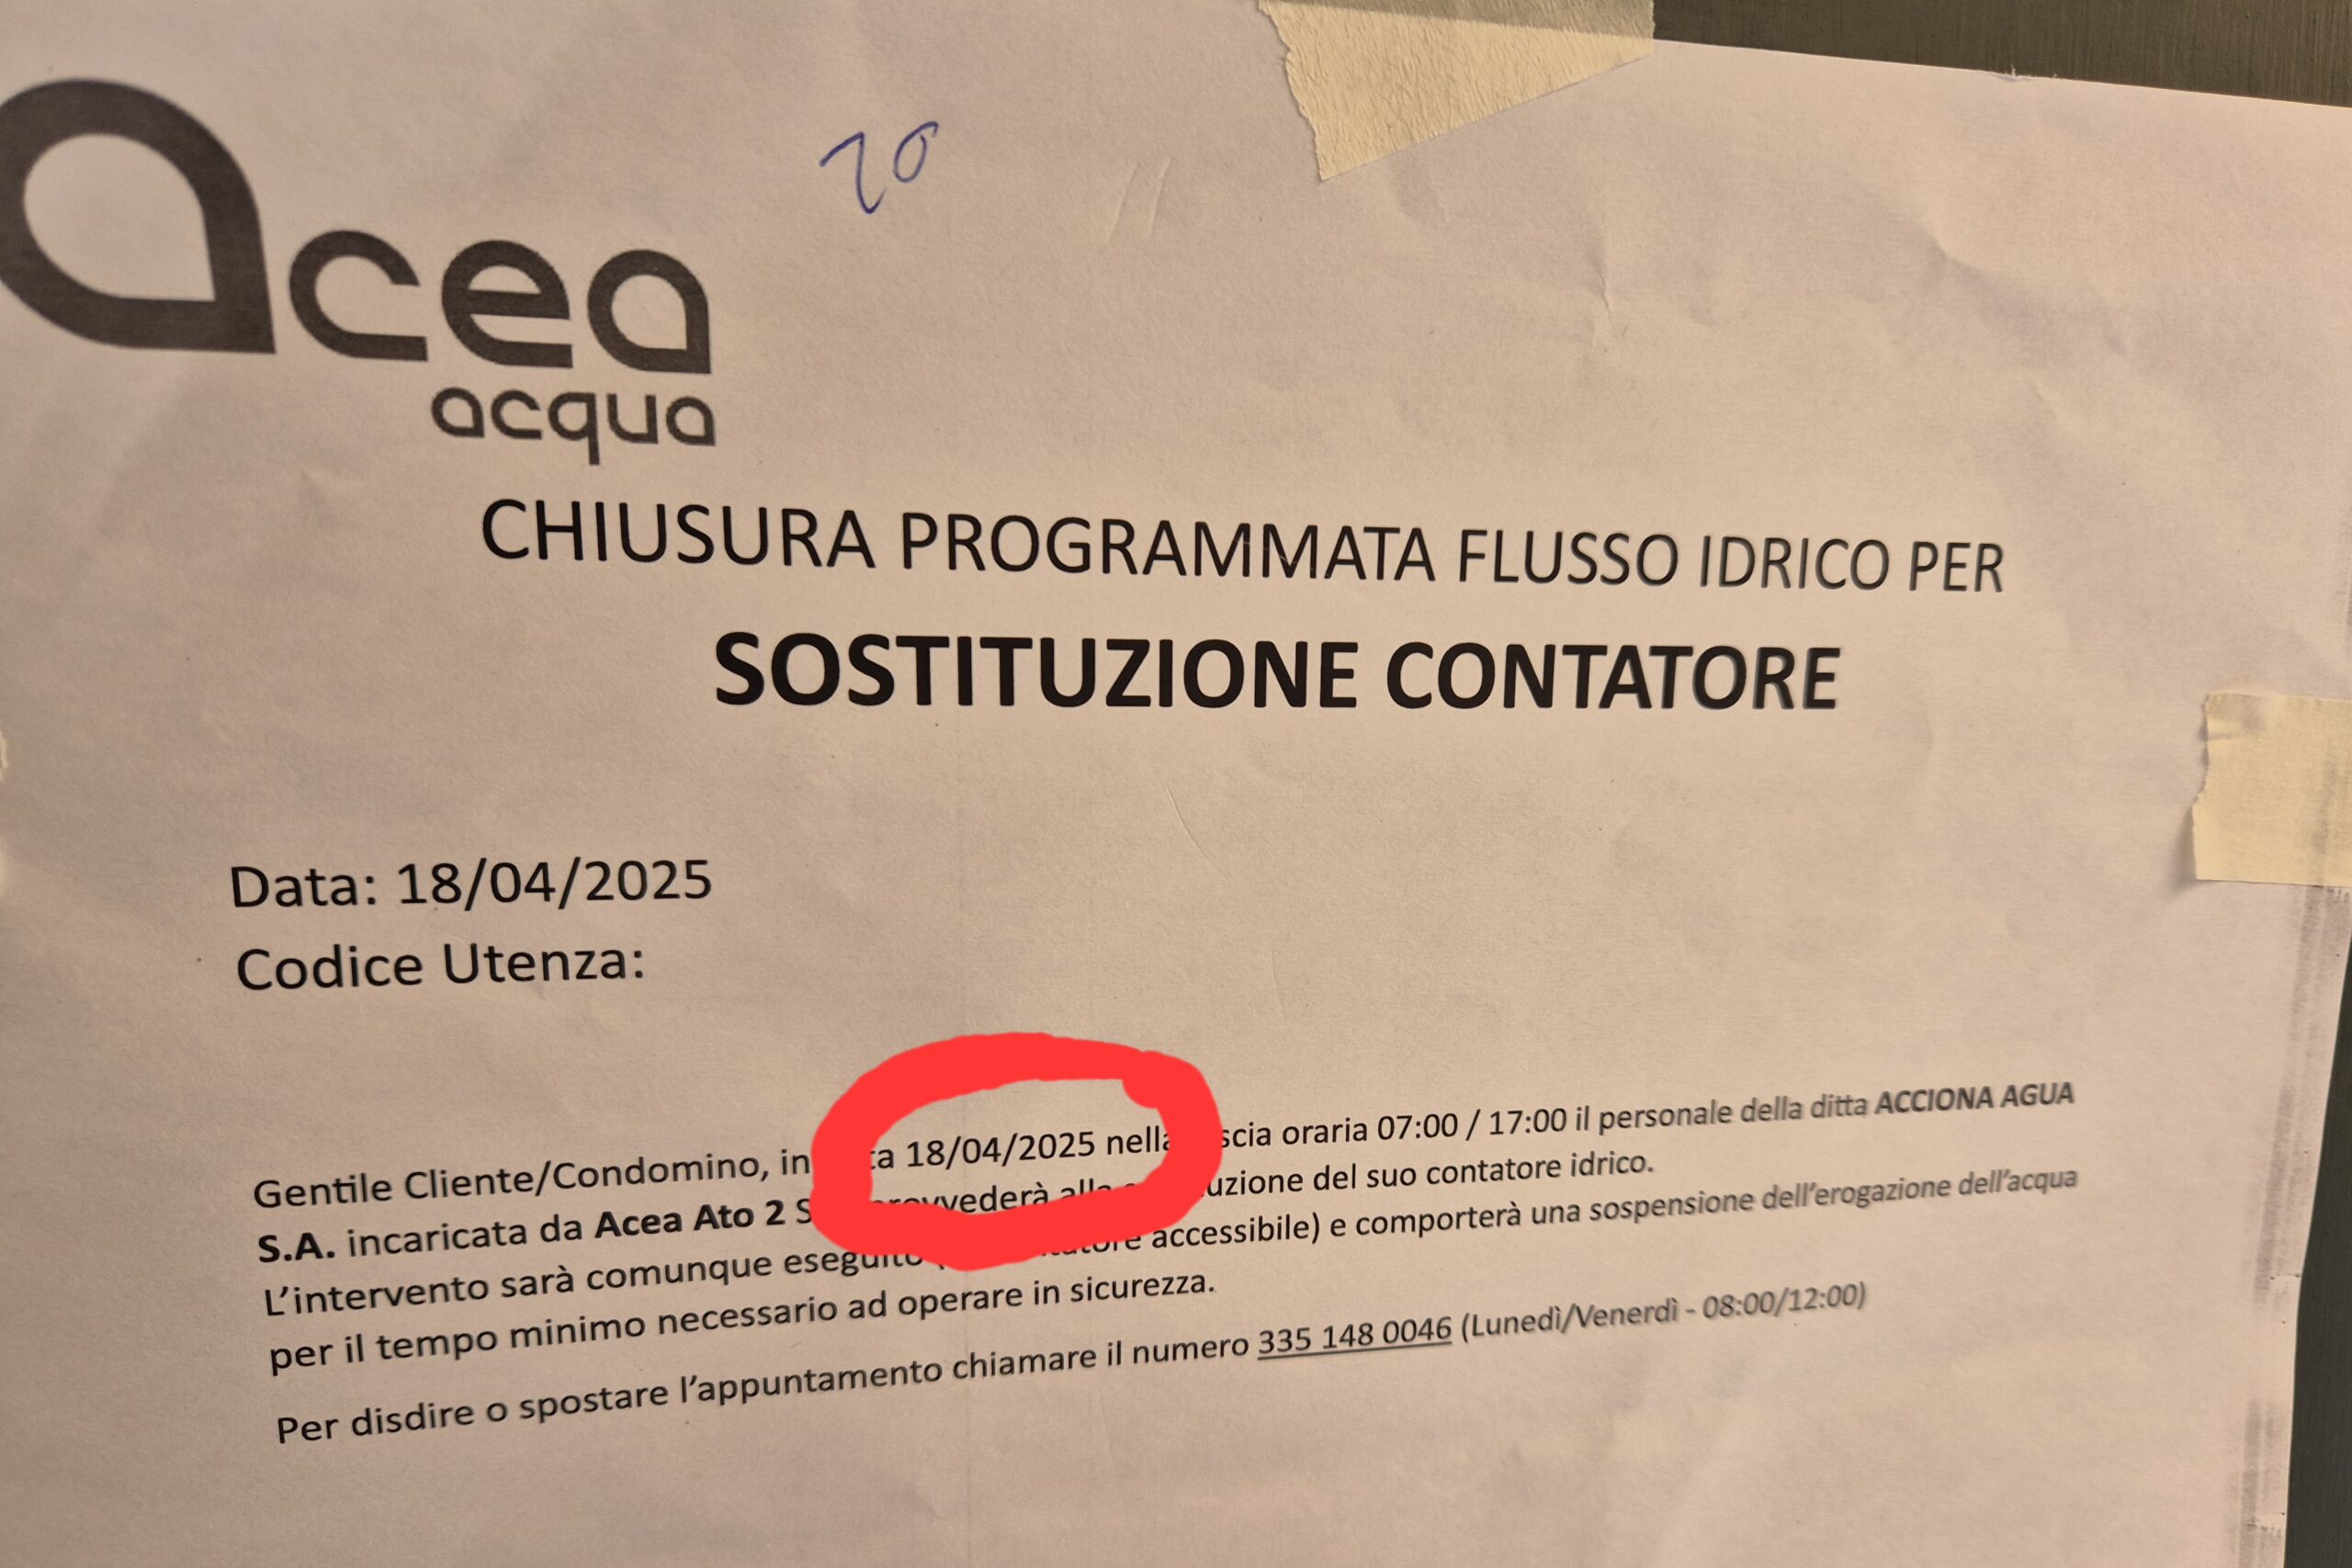 20
acea
acqua
CHIUSURA PROGRAMMATA FLUSSO IDRICO PER
SOSTITUZIONE CONTATORE
Data: 18/04/2025
Codice Utenza:
Gentile Cliente/Condomino, in 18/04/2025 nella oraria 07:00 / 17:00 il personale della ditta ACCIONA AGUA
S.A. incaricata da Acea Ato 2 provvederà alla del suo contatore idrico.
L'intervento sarà comunque eseguito accessibile) e comporterà una sospensione dell'erogazione dell'acqua
per il tempo minimo necessario ad operare in sicurezza.
Per disdire o spostare l'appuntamento chiamare il numero 335 148 0046 (Lunedì/Venerdì - 08:00/12:00)